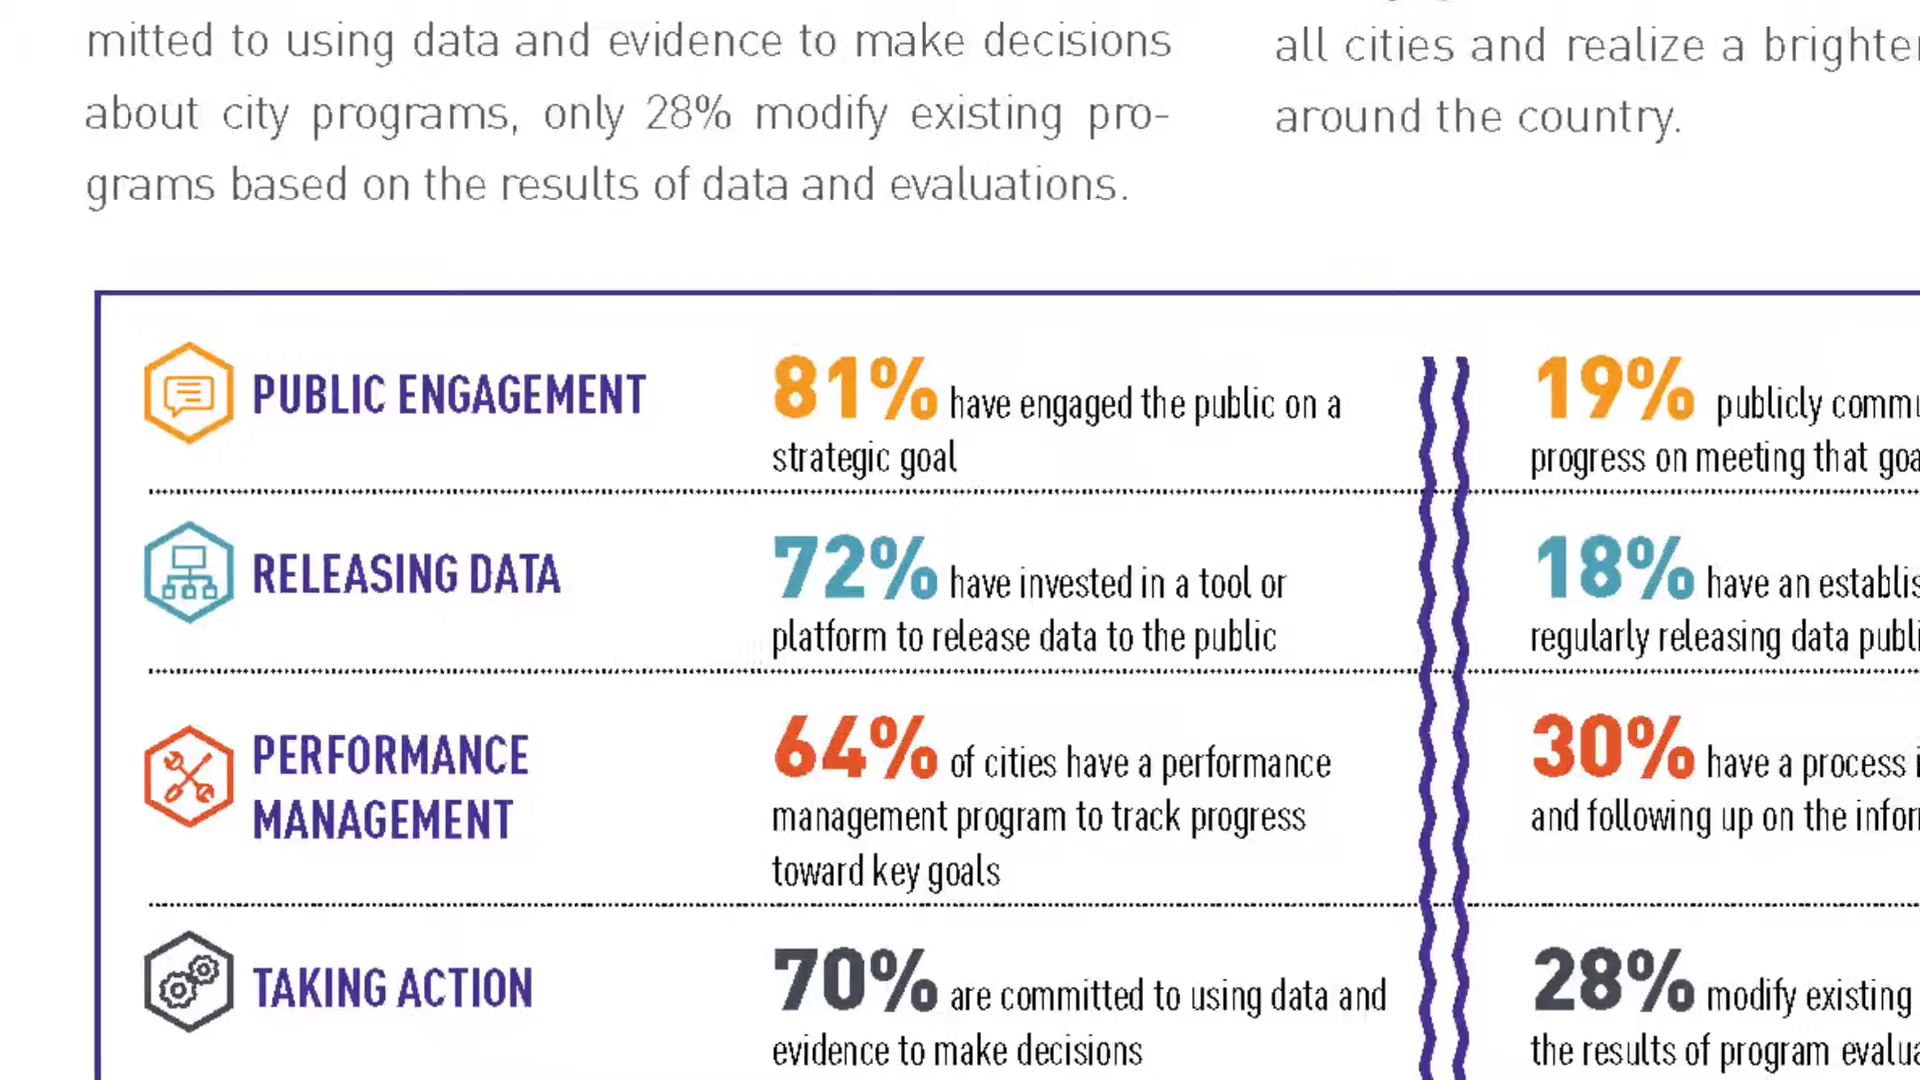 mitted to using data and evidence to make decisions
about city programs, only 28% modify existing pro-
grams based on the results of data and evaluations.
all cities and realize a brighter
around the country.
PUBLIC ENGAGEMENT
81% have engaged the public on a
strategic goal
19% publicly commu
progress on meeting that goa
RELEASING DATA
72% have invested in a tool or
platform to release data to the public
18% have an establis
regularly releasing data publi
PERFORMANCE
MANAGEMENT
64% of cities have a performance
management program to track progress
toward key goals
30% have a process i
and following up on the infor
TAKING ACTION
70% are committed to using data and
evidence to make decisions
28% modify existing
the results of program evalua